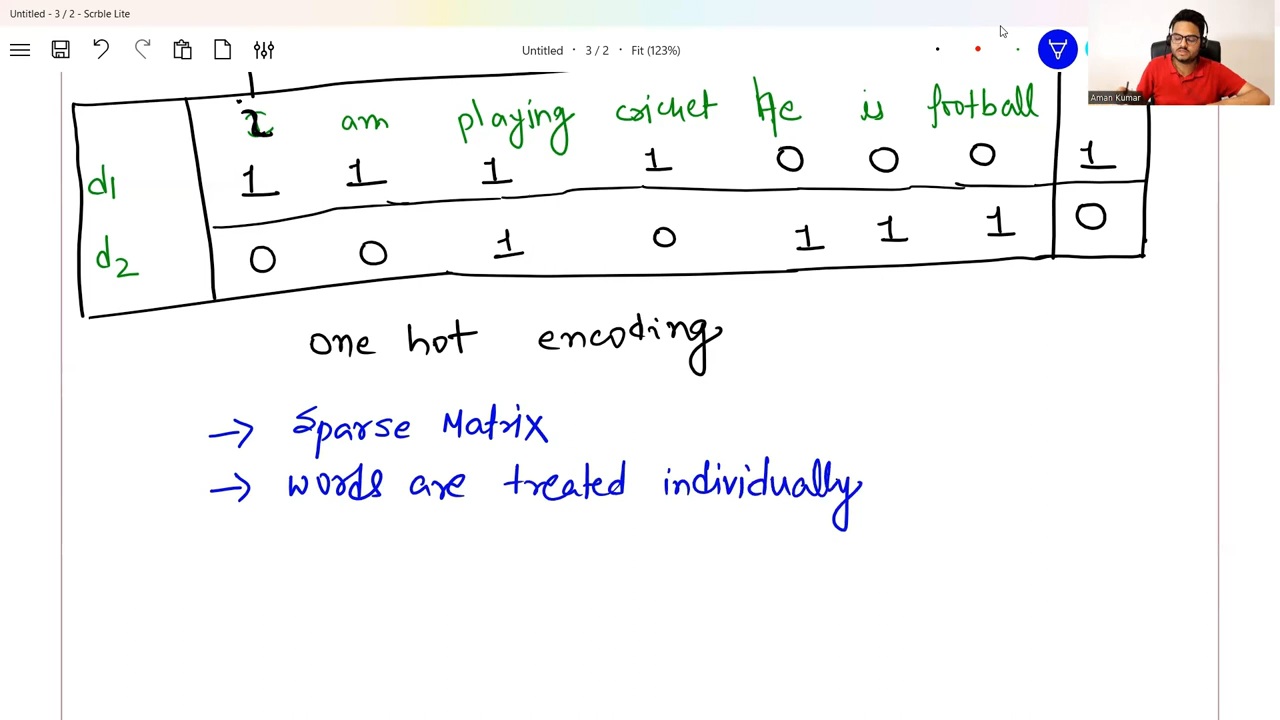 Untitled - 3 / 2 - Scrble Lite
Untitled • 3 / 2 • Fit (123%)
Aman Kumar
I am playing cricket He is football
d1 1 1 1 1 0 0 0 1
d2 0 0 1 0 1 1 1 0
one hot encoding
→ Sparse Matrix
→ words are treated individually